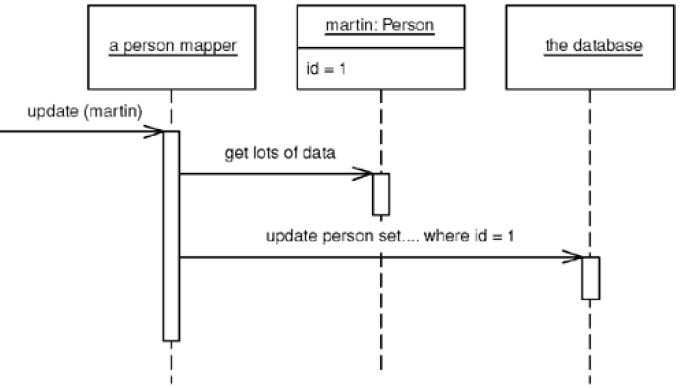 a person mapper
martin: Person
id = 1
the database
update (martin)
get lots of data
update person set.... where id = 1